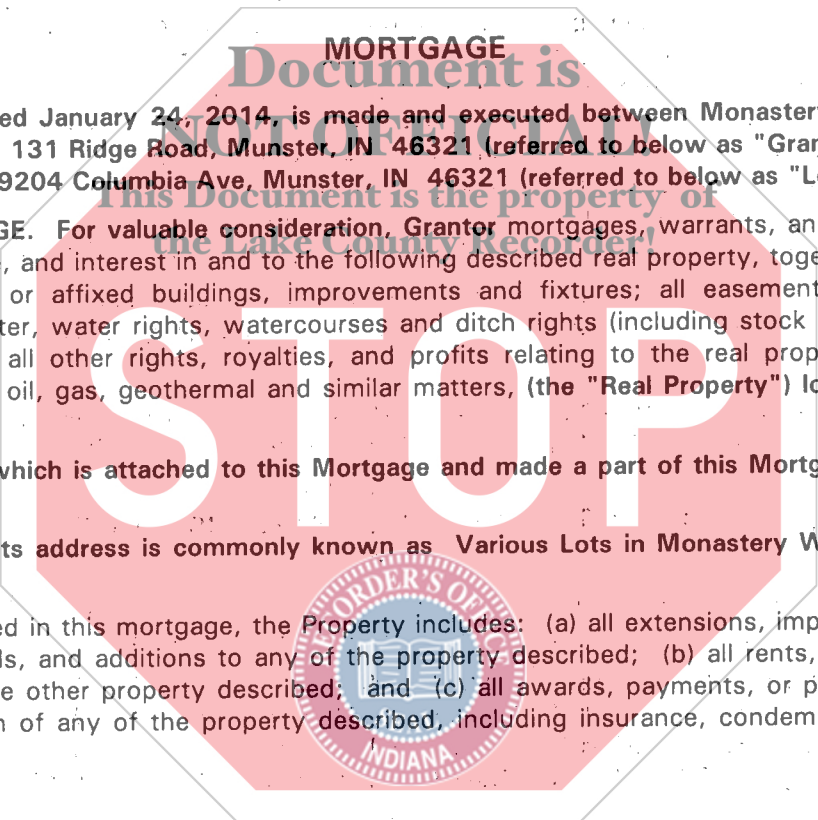 MORTGAGE
Document is
ed January 24, 2014, is made and executed between Monaster
NOT OFFICIAL!
131 Ridge Road, Munster, IN 46321 (referred to below as "Gran
9204 Columbia Ave, Munster, IN 46321 (referred to below as "L
This Document is the property of
GE. For valuable consideration, Grantor mortgages, warrants, an
the Lake County Recorder!
, and interest in and to the following described real property, toge
or affixed buildings, improvements and fixtures; all easement
ter, water rights, watercourses and ditch rights (including stock
all other rights, royalties, and profits relating to the real prop
oil, gas, geothermal and similar matters, (the "Real Property") lo
STOP
which is attached to this Mortgage and made a part of this Mortg
ts address is commonly known as Various Lots in Monastery W
ed in this mortgage, the Property includes: (a) all extensions, imp
ls, and additions to any of the property described; (b) all rents,
e other property described; and (c) all awards, payments, or p
n of any of the property described, including insurance, condem
RECORDER'S OFFICE
INDIANA